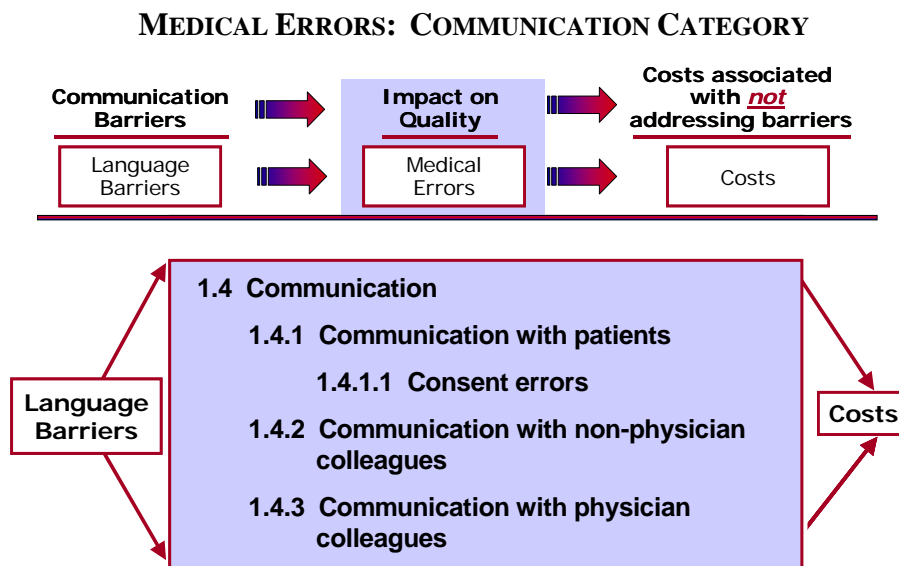 MEDICAL ERRORS: COMMUNICATION CATEGORY
Communication
Barriers
Impact on
Quality
Costs associated
with not
addressing barriers
Language
Barriers
Medical
Errors
Costs
1.4 Communication
1.4.1 Communication with patients
1.4.1.1 Consent errors
1.4.2 Communication with non-physician
colleagues
1.4.3 Communication with physician
colleagues
Language
Barriers
Costs